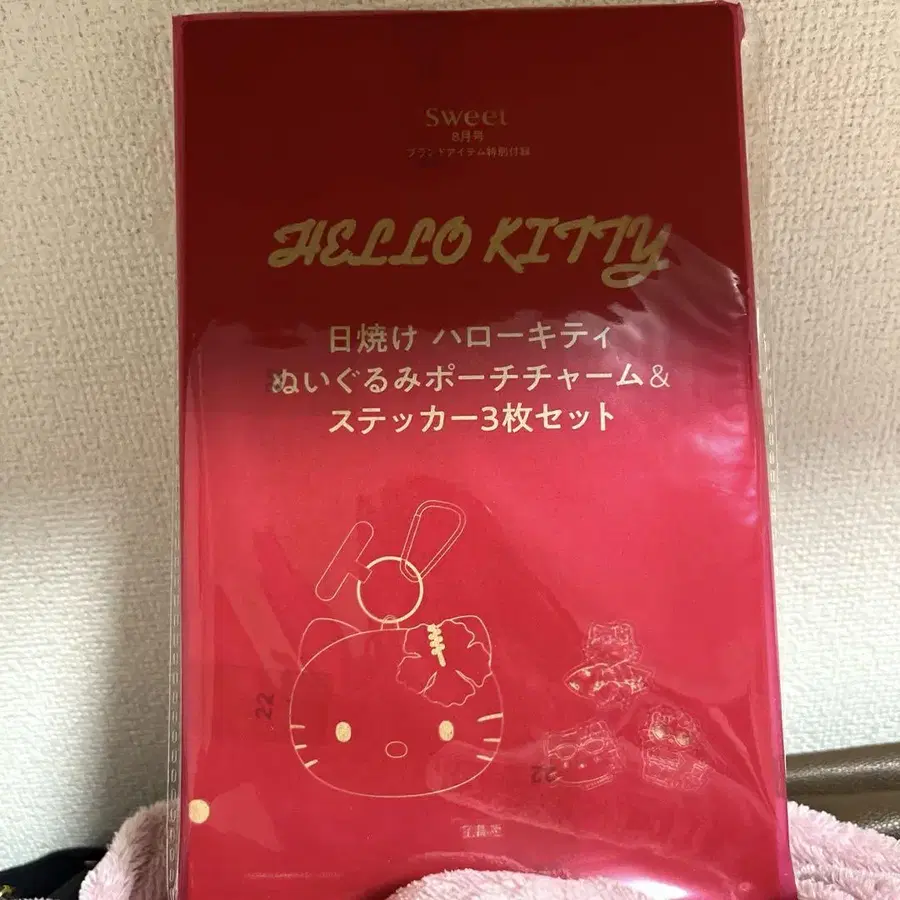 Sweet
8月号
ブランドアイテム特別付録
HELLO KITTY
日焼け ハローキティ
ぬいぐるみポーチチャーム&
ステッカー3枚セット
22
22
宝島社